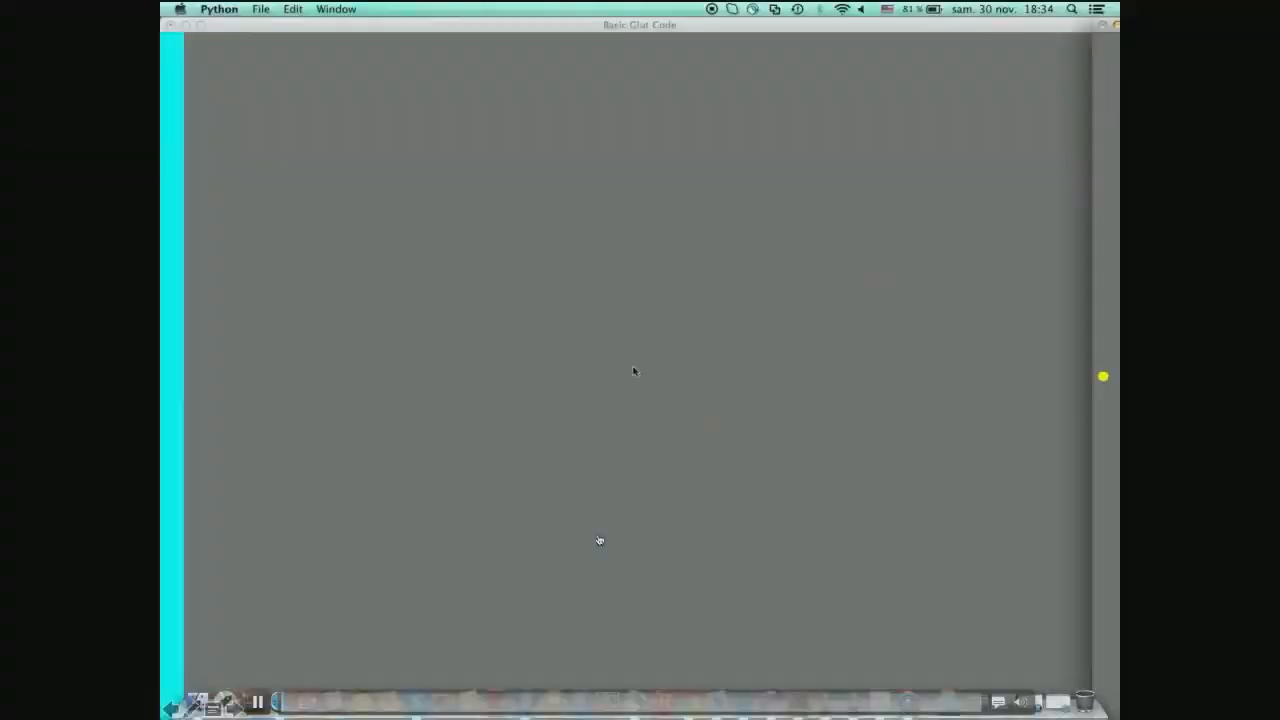 Python File Edit Window 81 % sam. 30 nov. 18:34
Basic Glut Code